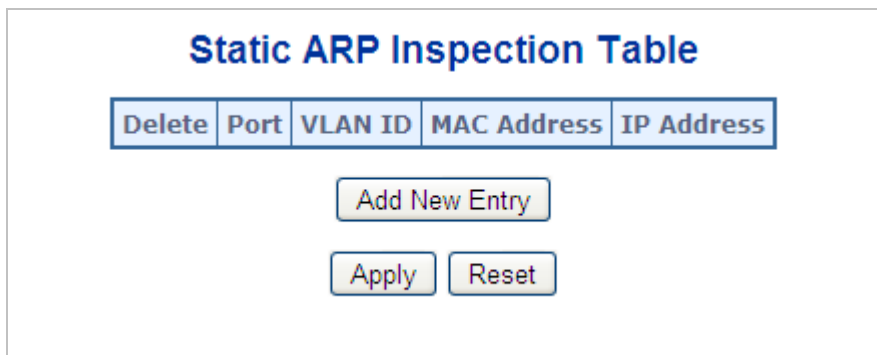 Static ARP Inspection Table
Delete Port VLAN ID MAC Address IP Address
Add New Entry
Apply Reset